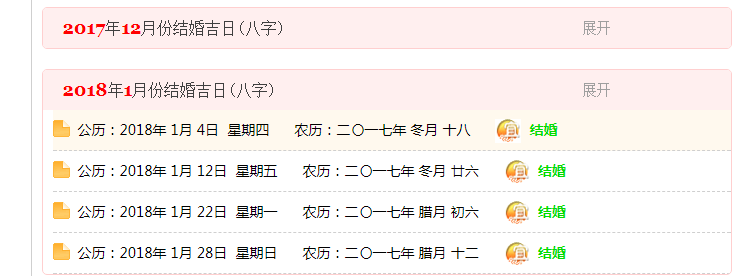 2017年12月份结婚吉日(八字) 展开
2018年1月份结婚吉日(八字) 展开
公历：2018年 1月 4日 星期四 农历：二〇一七年 冬月 十八 结婚
公历：2018年 1月 12日 星期五 农历：二〇一七年 冬月 廿六 结婚
公历：2018年 1月 22日 星期一 农历：二〇一七年 腊月 初六 结婚
公历：2018年 1月 28日 星期日 农历：二〇一七年 腊月 十二 结婚